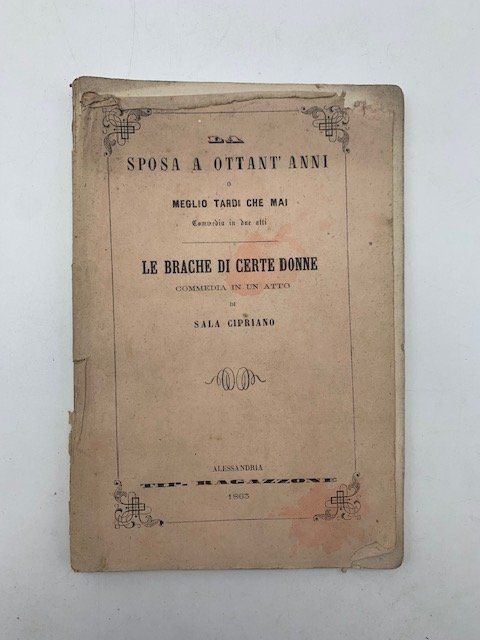 LA
SPOSA A OTTANT' ANNI
O
MEGLIO TARDI CHE MAI
Commedia in due atti
LE BRACHE DI CERTE DONNE
COMMEDIA IN UN ATTO
DI
SALA CIPRIANO
ALESSANDRIA
TIP- RAGAZZONE
1863